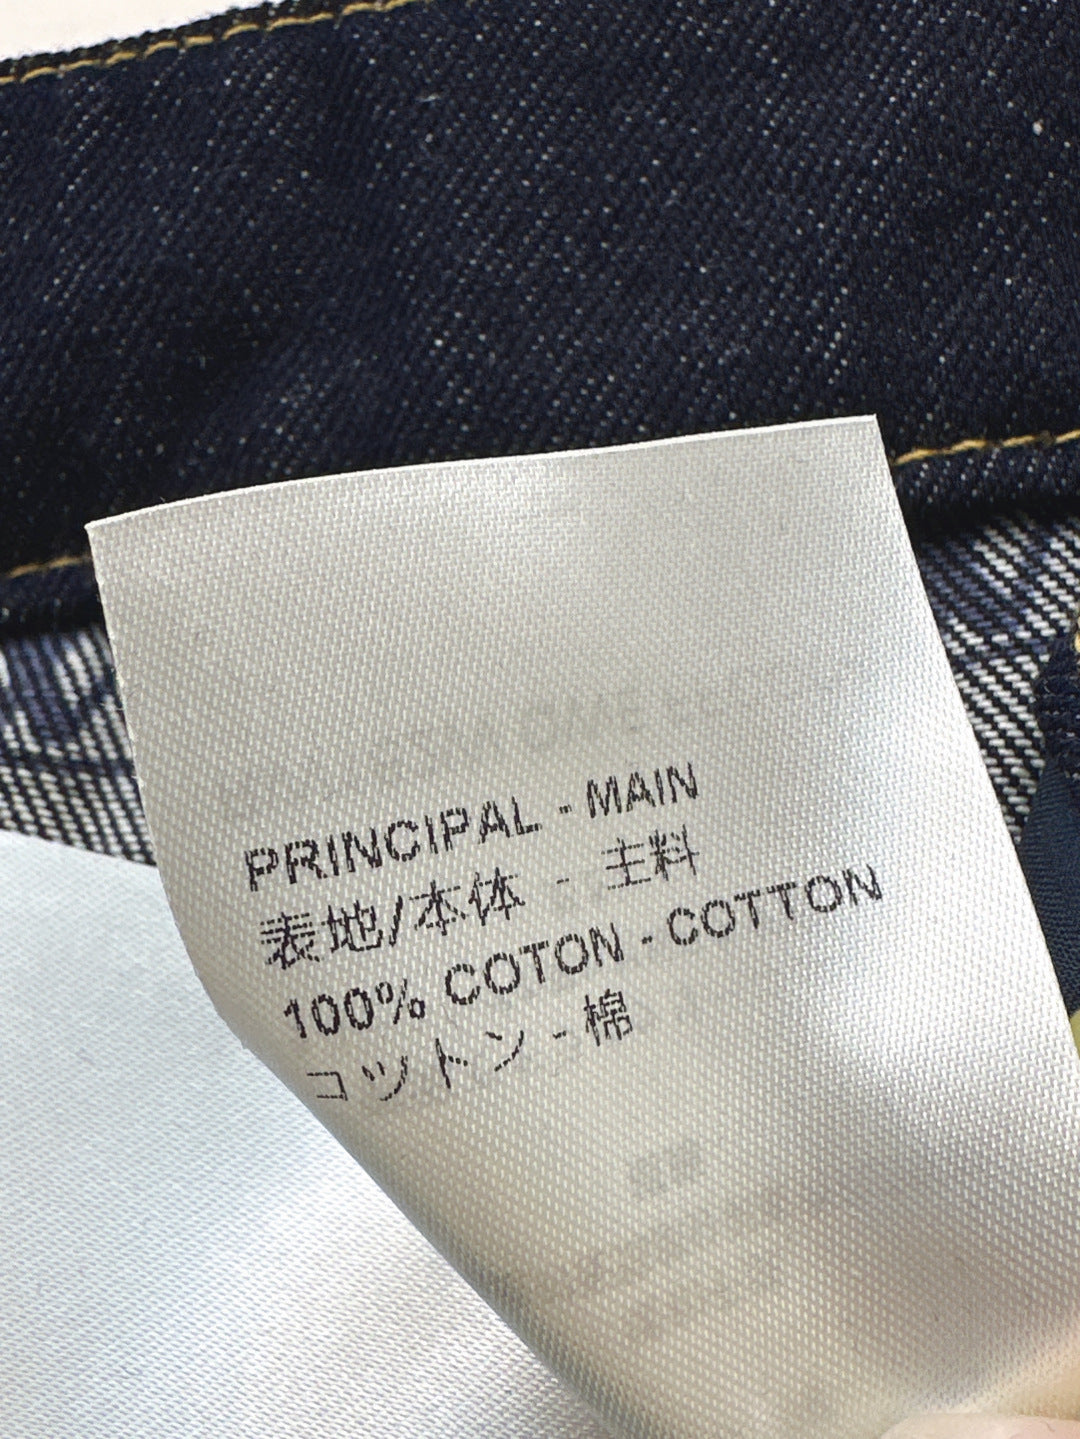 PRINCIPAL - MAIN
表地/本体 - 主料
100% COTON - COTTON
コットン - 棉